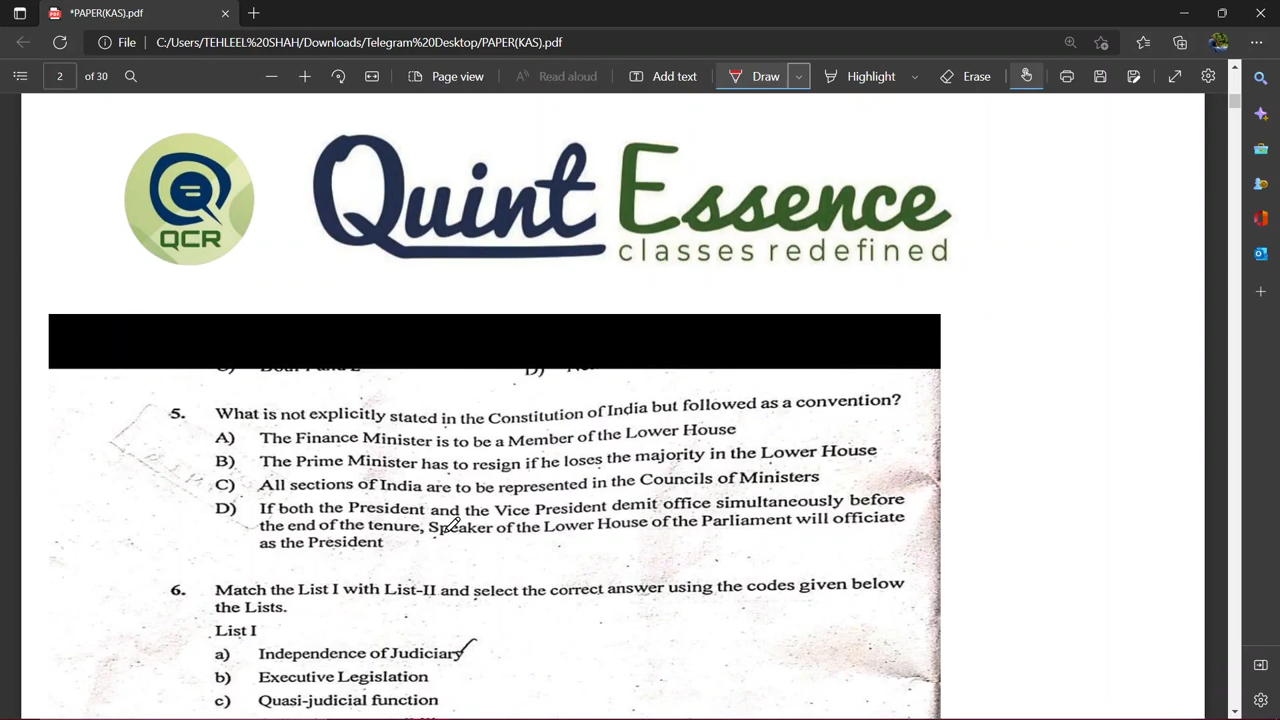 *PAPER(KAS).pdf
File C:/Users/TEHLEEL%20SHAH/Downloads/Telegram%20Desktop/PAPER(KAS).pdf
2 of 30 Page view Read aloud Add text Draw Highlight Erase
QCR
Quint Essence
classes redefined
5. What is not explicitly stated in the Constitution of India but followed as a convention?
A) The Finance Minister is to be a Member of the Lower House
B) The Prime Minister has to resign if he loses the majority in the Lower House
C) All sections of India are to be represented in the Councils of Ministers
D) If both the President and the Vice President demit office simultaneously before
the end of the tenure, Speaker of the Lower House of the Parliament will officiate
as the President
6. Match the List I with List-II and select the correct answer using the codes given below
the Lists.
List I
a) Independence of Judiciary
b) Executive Legislation
c) Quasi-judicial function